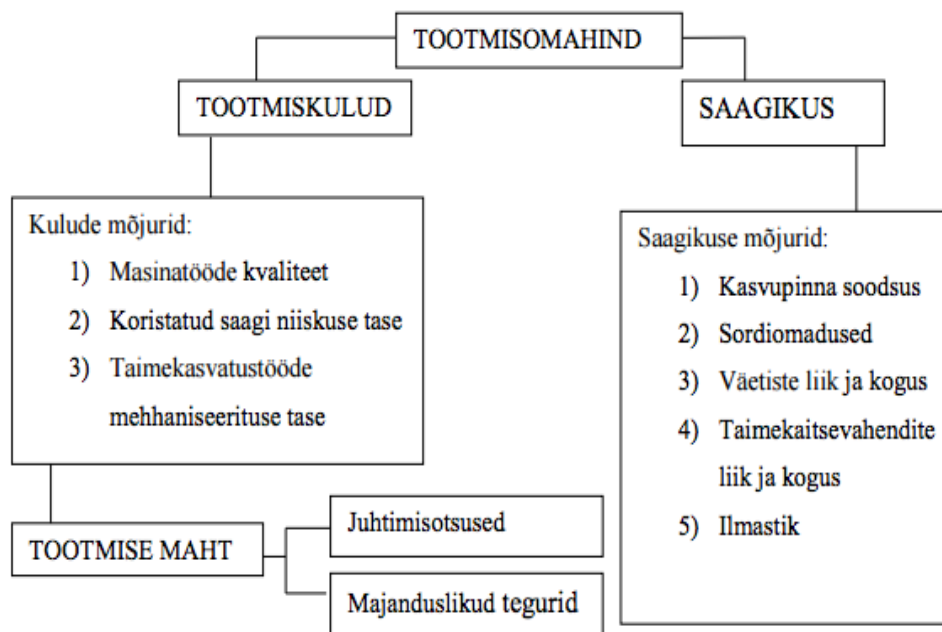 TOOTMISOMAHIND
TOOTMISKULUD
SAAGIKUS
Kulude mõjurid:
1) Masinatööde kvaliteet
2) Koristatud saagi niiskuse tase
3) Taimekasvatustööde
mehhaniseerituse tase
Saagikuse mõjurid:
1) Kasvupinna soodsus
2) Sordiomadused
3) Väetiste liik ja kogus
4) Taimekaitsevahendite
liik ja kogus
5) Ilmastik
TOOTMISE MAHT
Juhtimisotsused
Majanduslikud tegurid